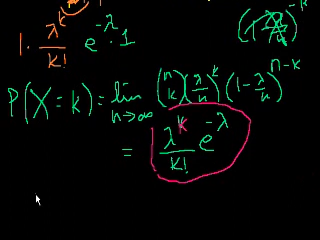 1 · λ^k / k! e^(-λ) · 1
P(X = k) = lim n→∞ (n k) (λ/n)^k (1 - λ/n)^(n-k)
= λ^k / k! e^(-λ)